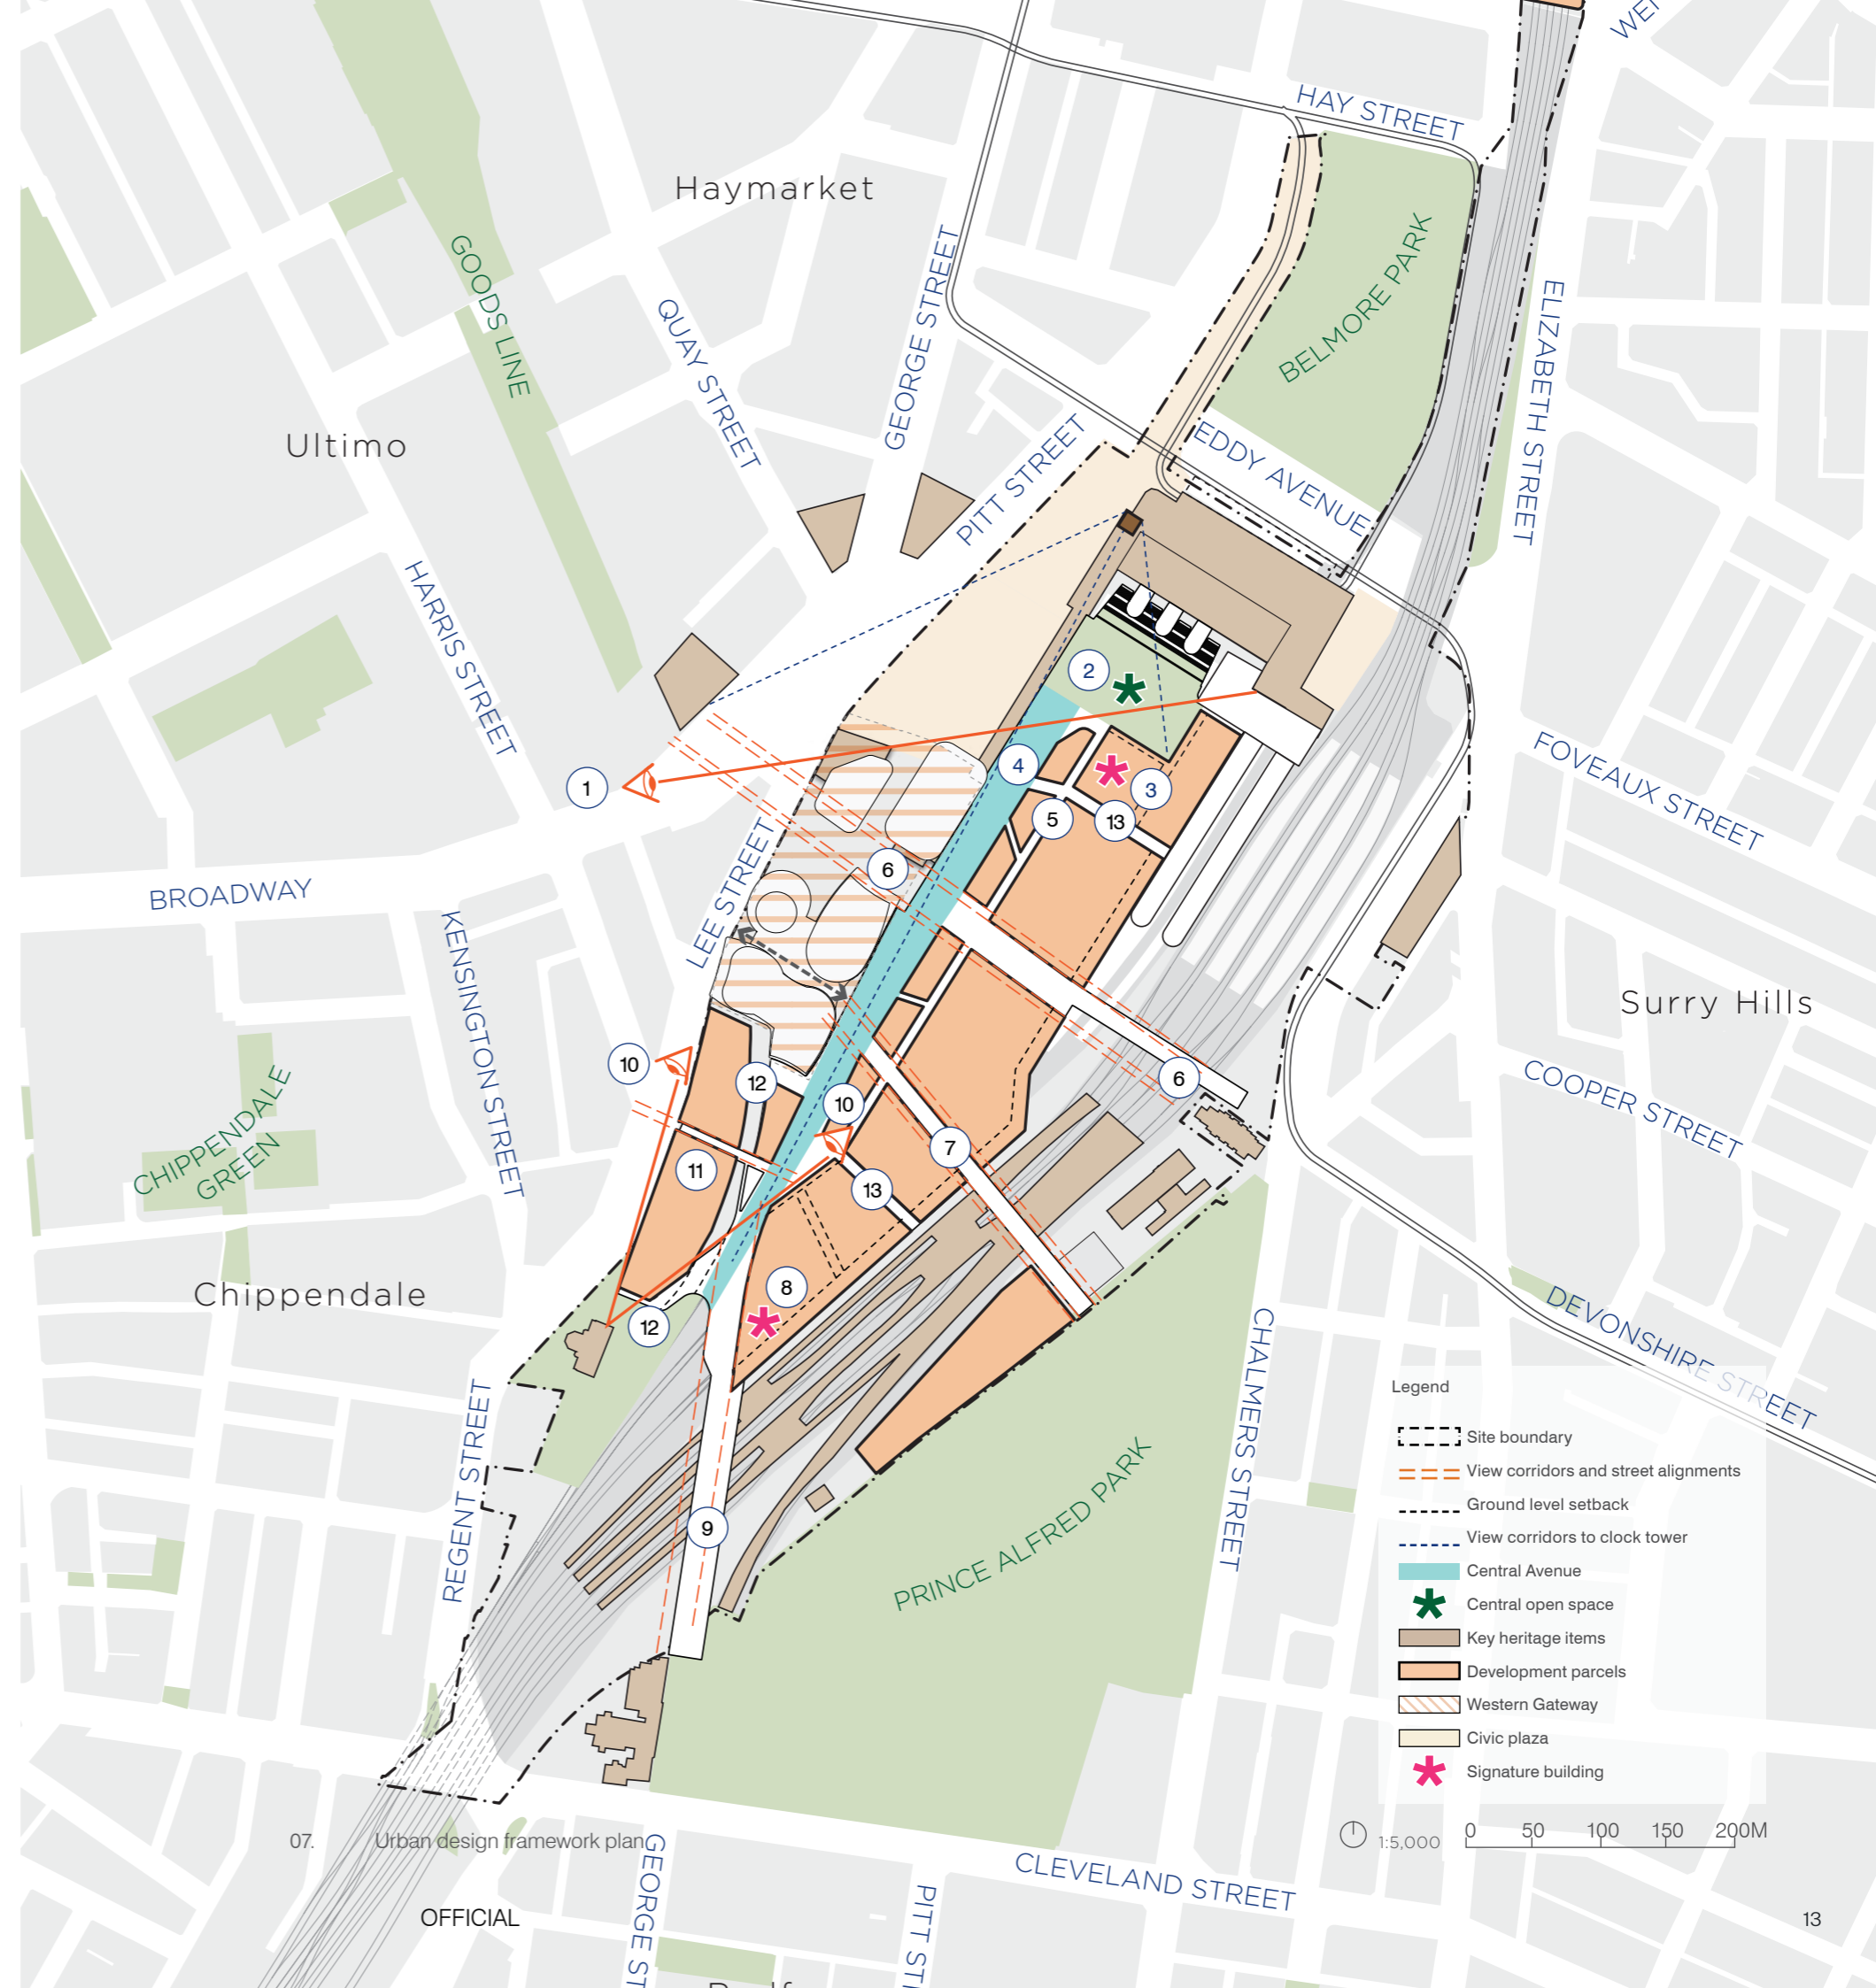 WEN
HAY STREET
Haymarket
BELMORE PARK
GOODS LINE
QUAY STREET
GEORGE STREET
ELIZABETH STREET
Ultimo
PITT STREET
EDDY AVENUE
HARRIS STREET
2
1
4
3
5
13
FOVEAUX STREET
6
LEE STREET
BROADWAY
KENSINGTON STREET
Surry Hills
10
12
10
6
COOPER STREET
CHIPPENDALE
GREEN
7
11
13
8
Chippendale
12
DEVONSHIRE STREET
CHALMERS STREET
REGENT STREET
9
PRINCE ALFRED PARK
Legend
Site boundary
View corridors and street alignments
Ground level setback
View corridors to clock tower
Central Avenue
Central open space
Key heritage items
Development parcels
Western Gateway
Civic plaza
Signature building
1:5,000
0 50 100 150 200M
07. Urban design framework plan
GEORGE ST
PITT ST
CLEVELAND STREET
OFFICIAL
13